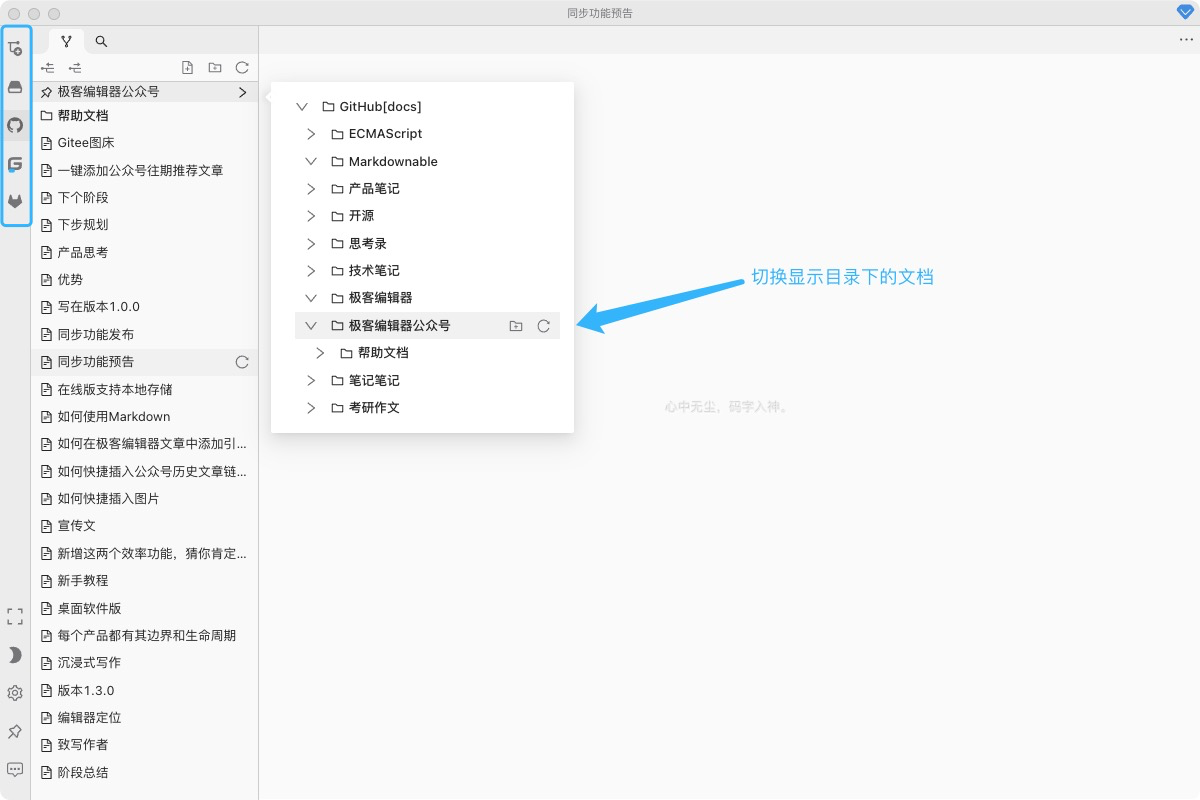 同步功能预告
极客编辑器公众号
帮助文档
Gitee图床
一键添加公众号往期推荐文章
下个阶段
下步规划
产品思考
优势
写在版本1.0.0
同步功能发布
同步功能预告
在线版支持本地存储
如何使用Markdown
如何在极客编辑器文章中添加引...
如何快捷插入公众号历史文章链...
如何快捷插入图片
宣传文
新增这两个效率功能，猜你肯定...
新手教程
桌面软件版
每个产品都有其边界和生命周期
沉浸式写作
版本1.3.0
编辑器定位
致写作者
阶段总结
GitHub[docs]
ECMAScript
Markdownable
产品笔记
开源
思考录
技术笔记
极客编辑器
极客编辑器公众号
帮助文档
笔记笔记
考研作文
切换显示目录下的文档
心中无尘，码字入神。